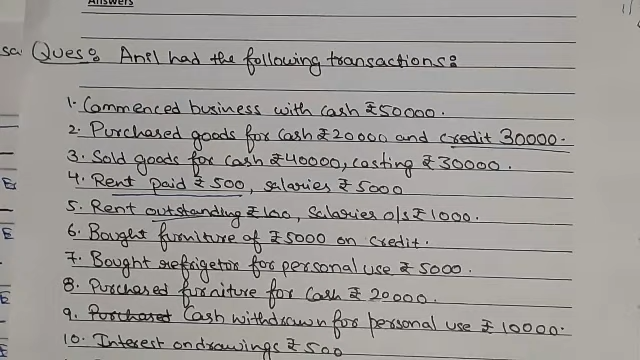 Answers
Ques: Anil had the following transactions:
1. Commenced business with cash ₹50000.
2. Purchased goods for cash ₹20000 and credit 30000.
3. Sold goods for cash ₹40000, costing ₹30000.
4. Rent paid ₹500, salaries ₹5000
5. Rent outstanding ₹100, Salaries o/s ₹1000.
6. Bought furniture of ₹5000 on credit.
7. Bought refrigetor for personal use ₹5000.
8. Purchased furniture for cash ₹20000.
9. Purchased Cash withdrawn for personal use ₹10000.
10. Interest on drawings ₹500